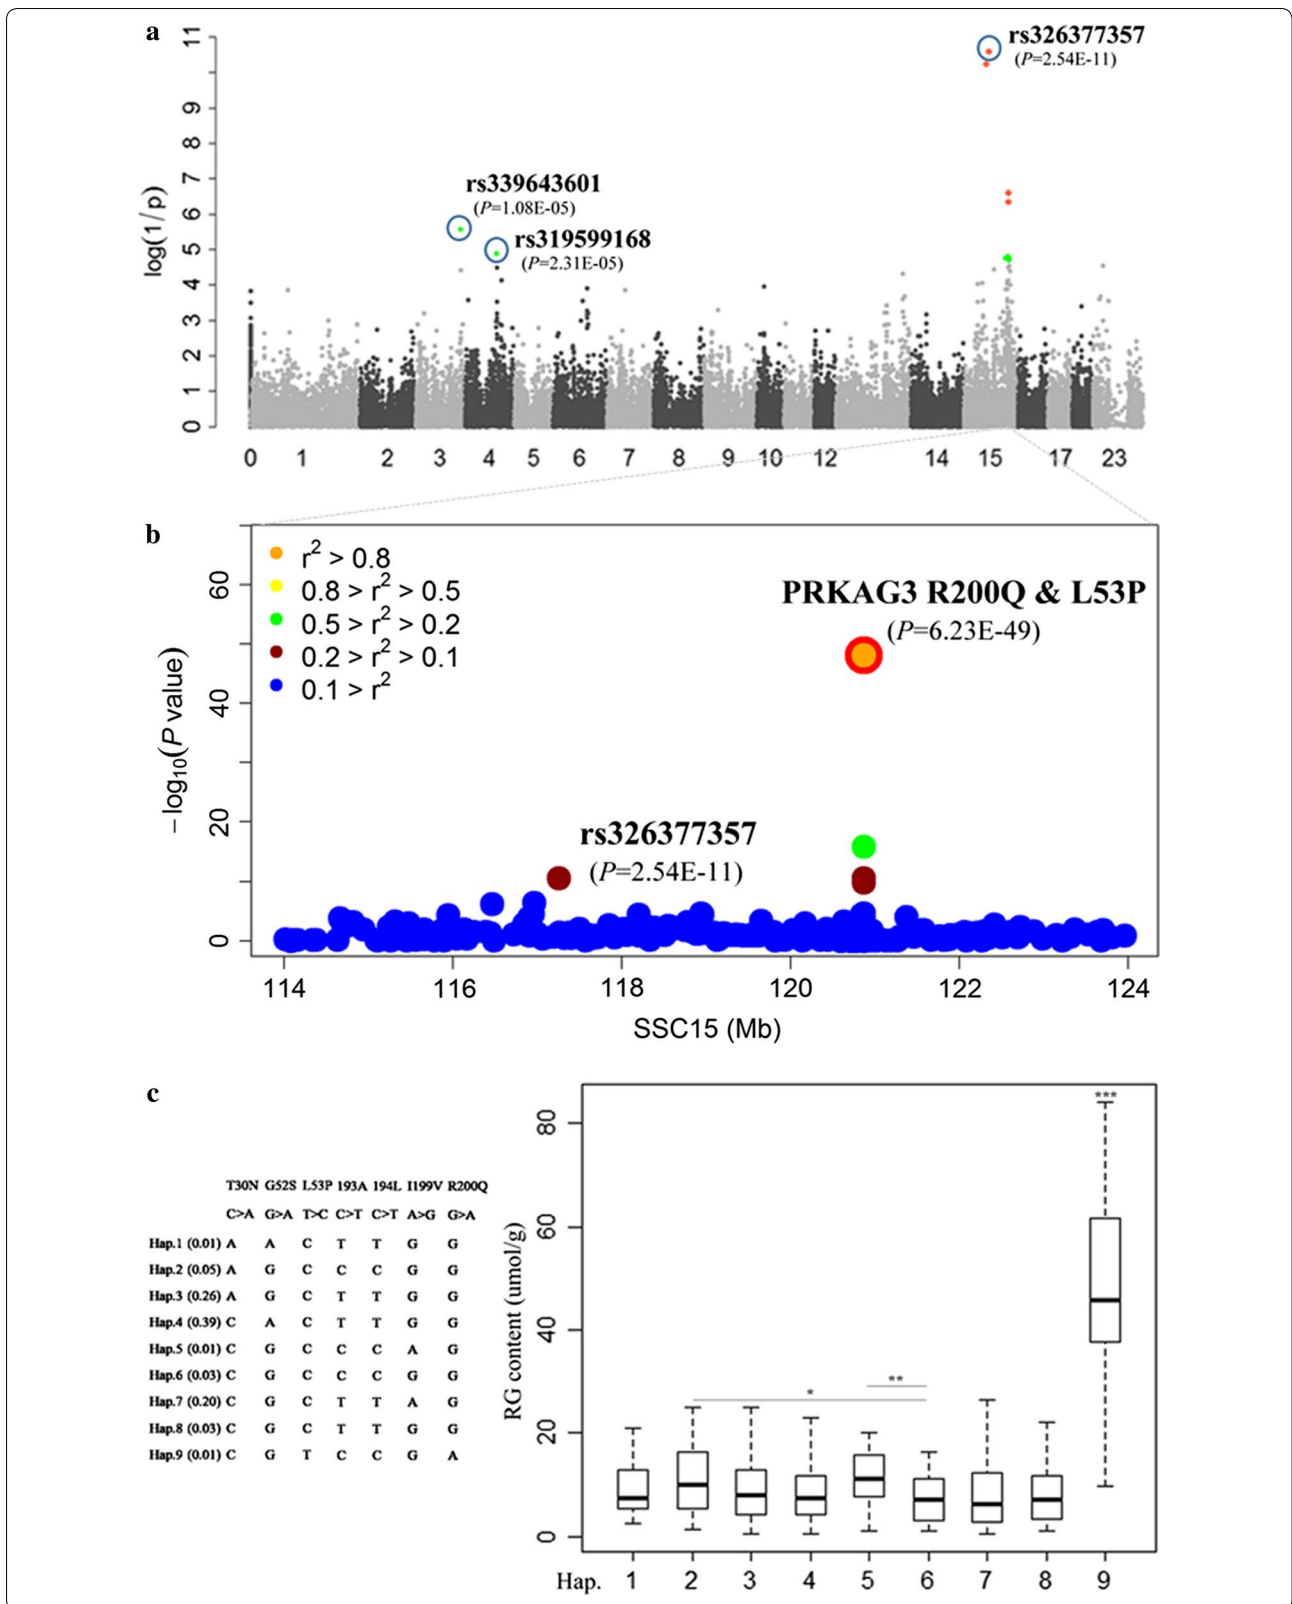 a
log(1/p)
11
9
8
7
6
5
4
3
2
1
0
rs326377357
(P=2.54E-11)
rs339643601
(P=1.08E-05)
rs319599168
(P=2.31E-05)
0 1 2 3 4 5 6 7 8 9 10 12 14 15 17 23
b
− log10(P value)
60
40
20
0
r2 > 0.8
0.8 > r2 > 0.5
0.5 > r2 > 0.2
0.2 > r2 > 0.1
0.1 > r2
PRKAG3 R200Q & L53P
(P=6.23E-49)
rs326377357
(P=2.54E-11)
114 116 118 120 122 124
SSC15 (Mb)
c
T30N G52S L53P 193A 194L I199V R200Q
C>A G>A T>C C>T C>T A>G G>A
Hap.1 (0.01) A A C T T G G
Hap.2 (0.05) A G C C C G G
Hap.3 (0.26) A G C T T G G
Hap.4 (0.39) C A C T T G G
Hap.5 (0.01) C G C C C A G
Hap.6 (0.03) C G C C C G G
Hap.7 (0.20) C G C T T A G
Hap.8 (0.03) C G C T T G G
Hap.9 (0.01) C G T C C G A
RG content (umol/g)
80
60
40
20
0
***
**
*
Hap. 1 2 3 4 5 6 7 8 9